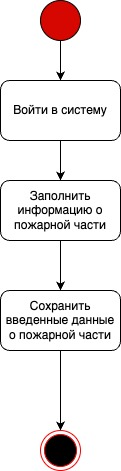 Войти в систему
Заполнить
информацию о
пожарной части
Сохранить
введенные данные
о пожарной части